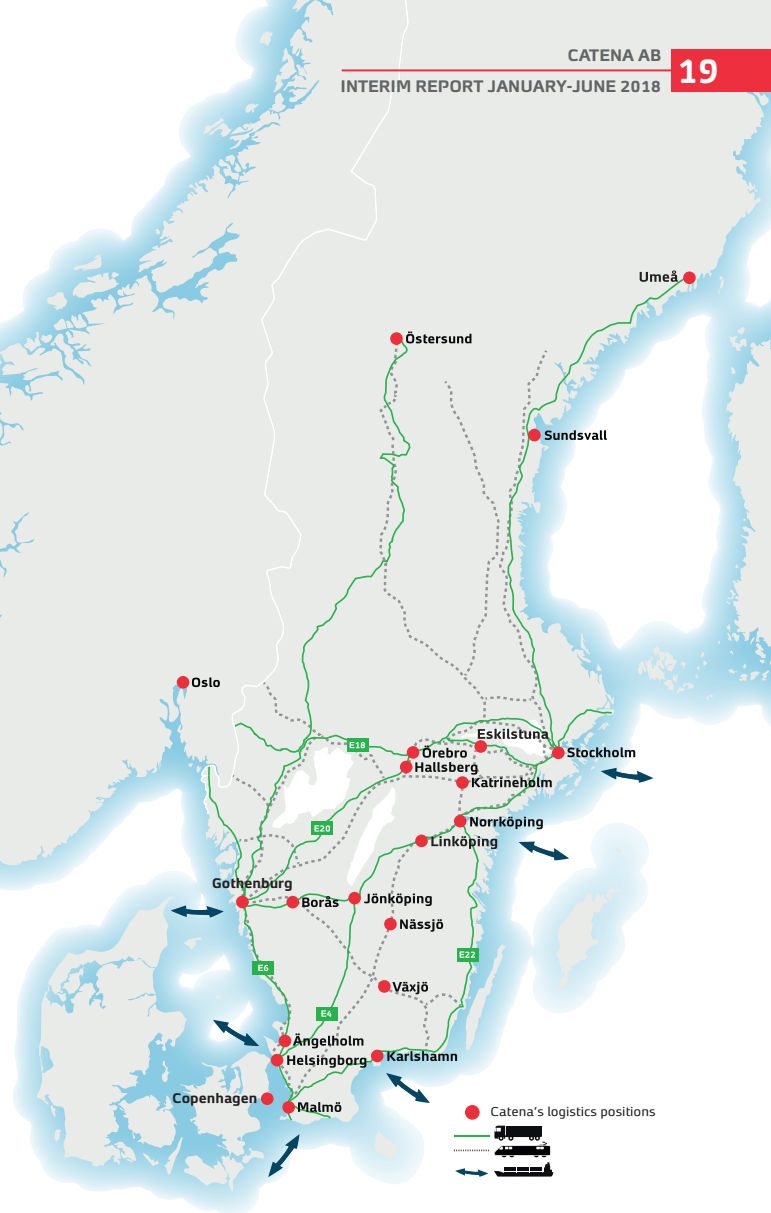 CATENA AB
19
INTERIM REPORT JANUARY-JUNE 2018
Umeå
Östersund
Sundsvall
Oslo
Eskilstuna
E18
Örebro
Stockholm
Hallsberg
Katrineholm
Norrköping
E20
Linköping
Gothenburg
Borås
Jönköping
Nässjö
E22
E6
Växjö
E4
Ängelholm
Helsingborg
Karlshamn
Copenhagen
Malmö
Catena's logistics positions